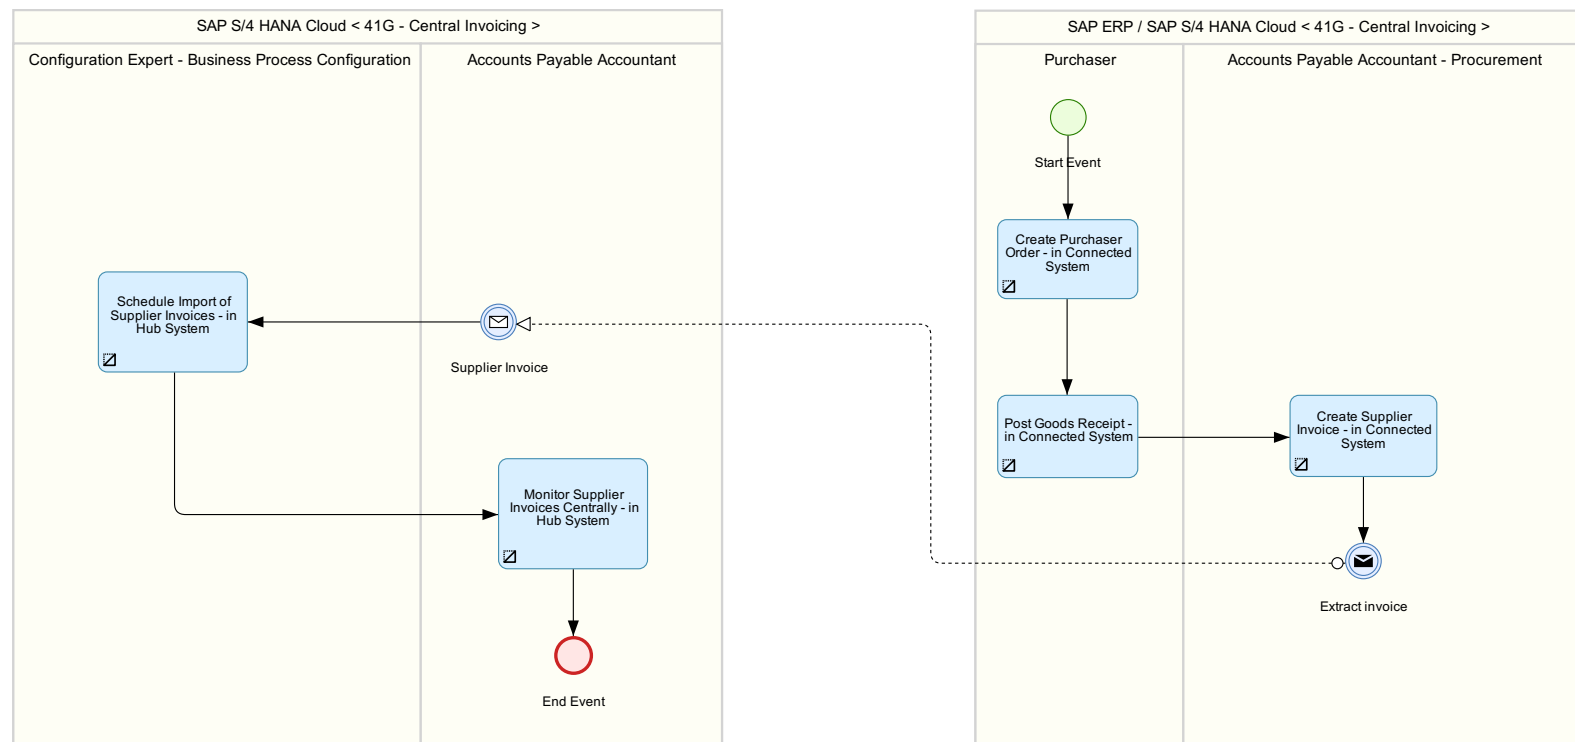 SAP S/4 HANA Cloud < 41G - Central Invoicing >
Configuration Expert - Business Process Configuration
Accounts Payable Accountant
Schedule Import of
Supplier Invoices - in
Hub System
Supplier Invoice
Monitor Supplier
Invoices Centrally - in
Hub System
End Event
SAP ERP / SAP S/4 HANA Cloud < 41G - Central Invoicing >
Purchaser
Accounts Payable Accountant - Procurement
Start Event
Create Purchaser
Order - in Connected
System
Post Goods Receipt -
in Connected System
Create Supplier
Invoice - in Connected
System
Extract invoice